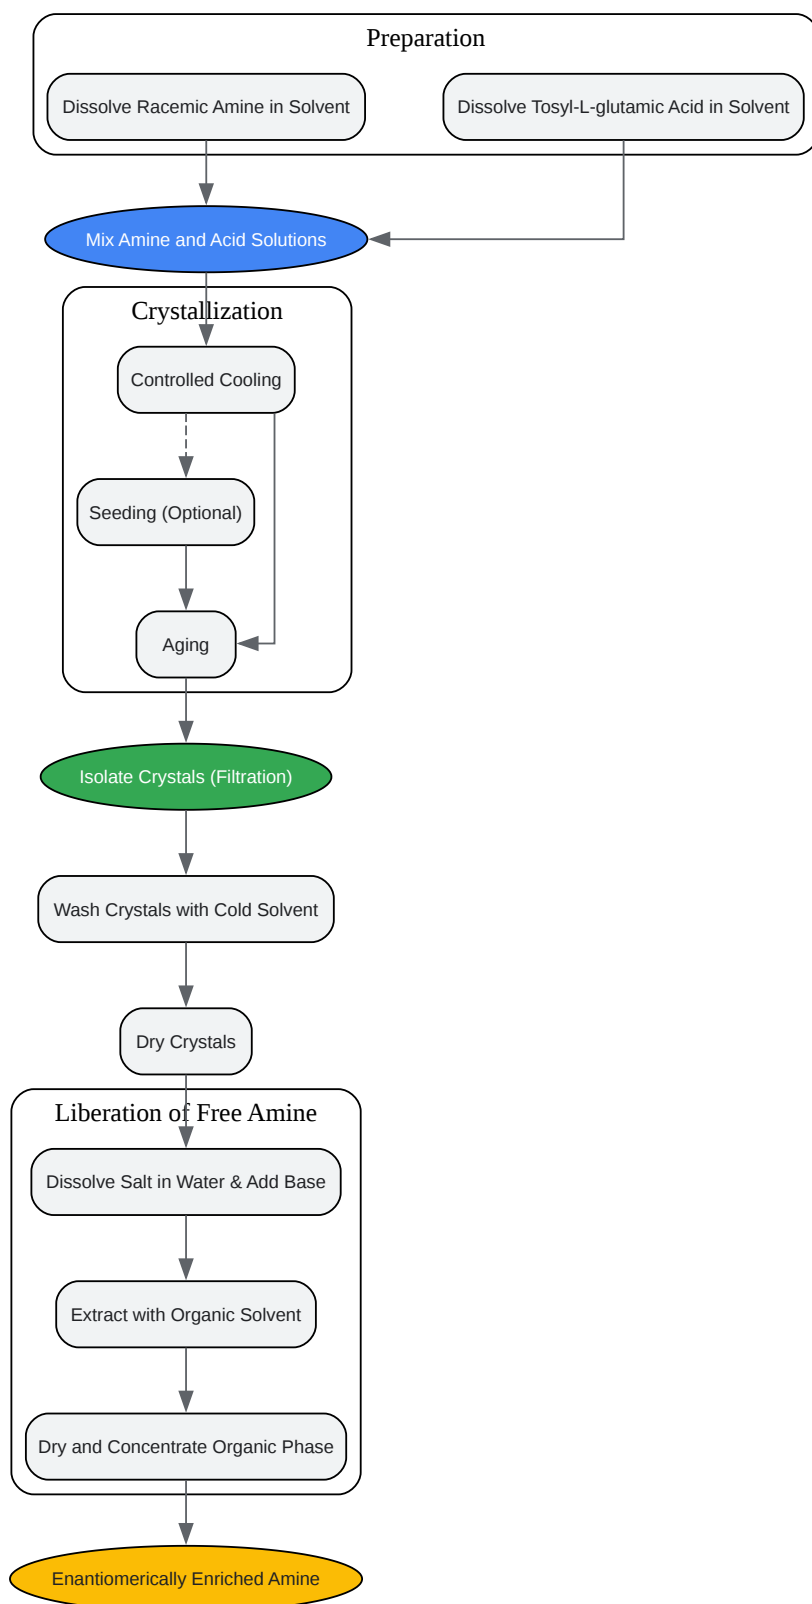 Preparation
Dissolve Racemic Amine in Solvent
Dissolve Tosyl-L-glutamic Acid in Solvent
Mix Amine and Acid Solutions
Crystallization
Controlled Cooling
Seeding (Optional)
Aging
Isolate Crystals (Filtration)
Wash Crystals with Cold Solvent
Dry Crystals
Liberation of Free Amine
Dissolve Salt in Water & Add Base
Extract with Organic Solvent
Dry and Concentrate Organic Phase
Enantiomerically Enriched Amine